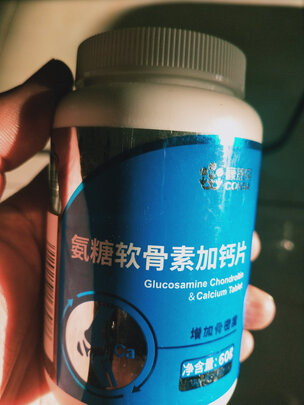 氨糖软骨素加钙片
Glucosamine Chondroitin
&Calcium Tablet
增加骨密度
净含量:60g
Ca